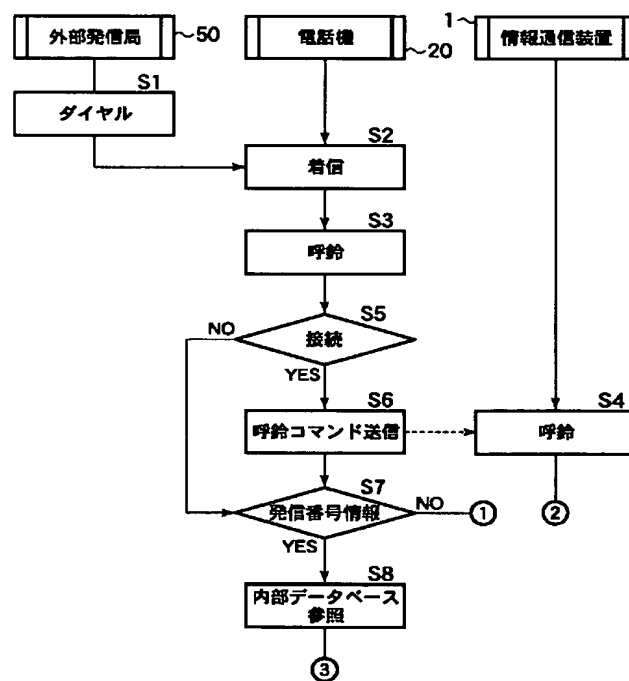 外部発信局
50
電話機
20
1
情報通信装置
S1
ダイヤル
S2
着信
S3
呼鈴
S5
接続
NO
YES
S6
呼鈴コマンド送信
S4
呼鈴
S7
発信番号情報
NO
①
②
YES
S8
内部データベース
参照
③